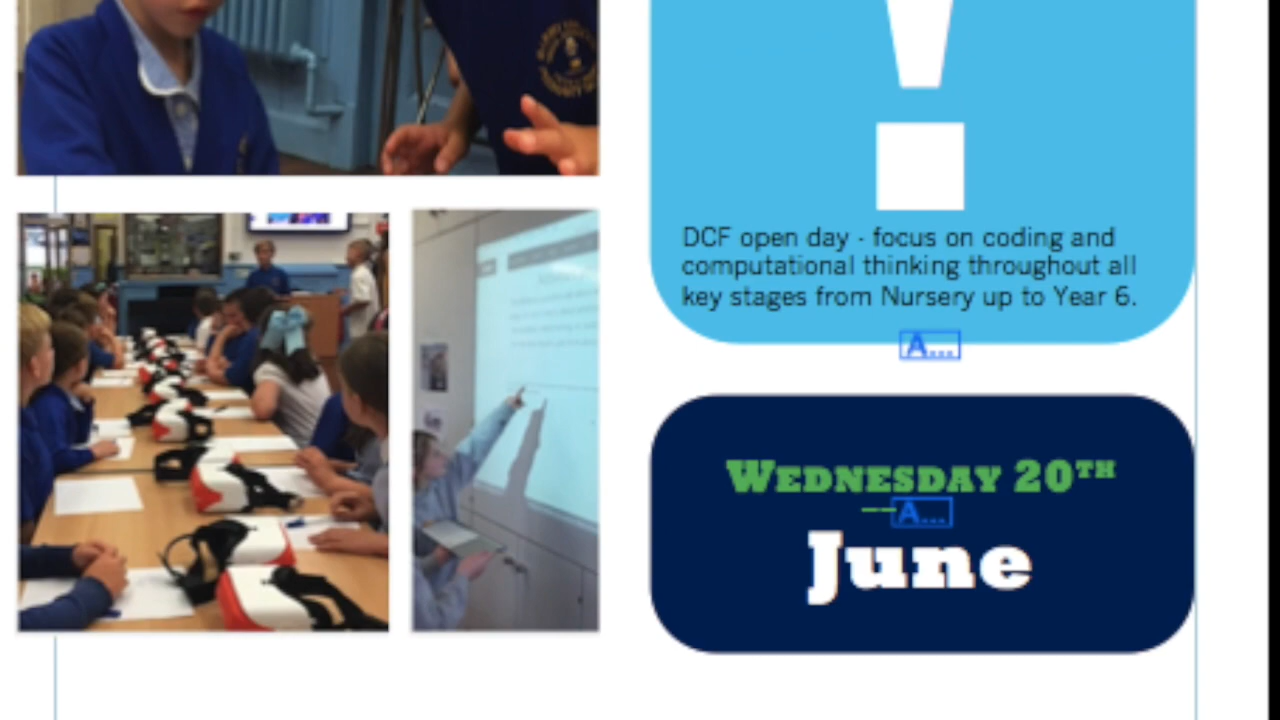 !
DCF open day - focus on coding and
computational thinking throughout all
key stages from Nursery up to Year 6.
A...
WEDNESDAY 20TH
A...
June